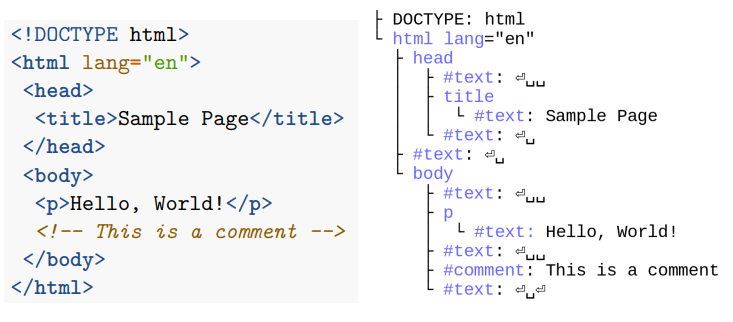 <!DOCTYPE html>
<html lang="en">
<head>
<title>Sample Page</title>
</head>
<body>
<p>Hello, World!</p>
<!-- This is a comment -->
</body>
</html>
├ DOCTYPE: html
└ html lang="en"
├ head
│ ├ #text: ⏎␣␣
│ ├ title
│ │ └ #text: Sample Page
│ └ #text: ⏎␣
├ #text: ⏎␣
└ body
├ #text: ⏎␣␣
├ p
│ └ #text: Hello, World!
├ #text: ⏎␣␣
├ #comment: This is a comment
└ #text: ⏎␣⏎